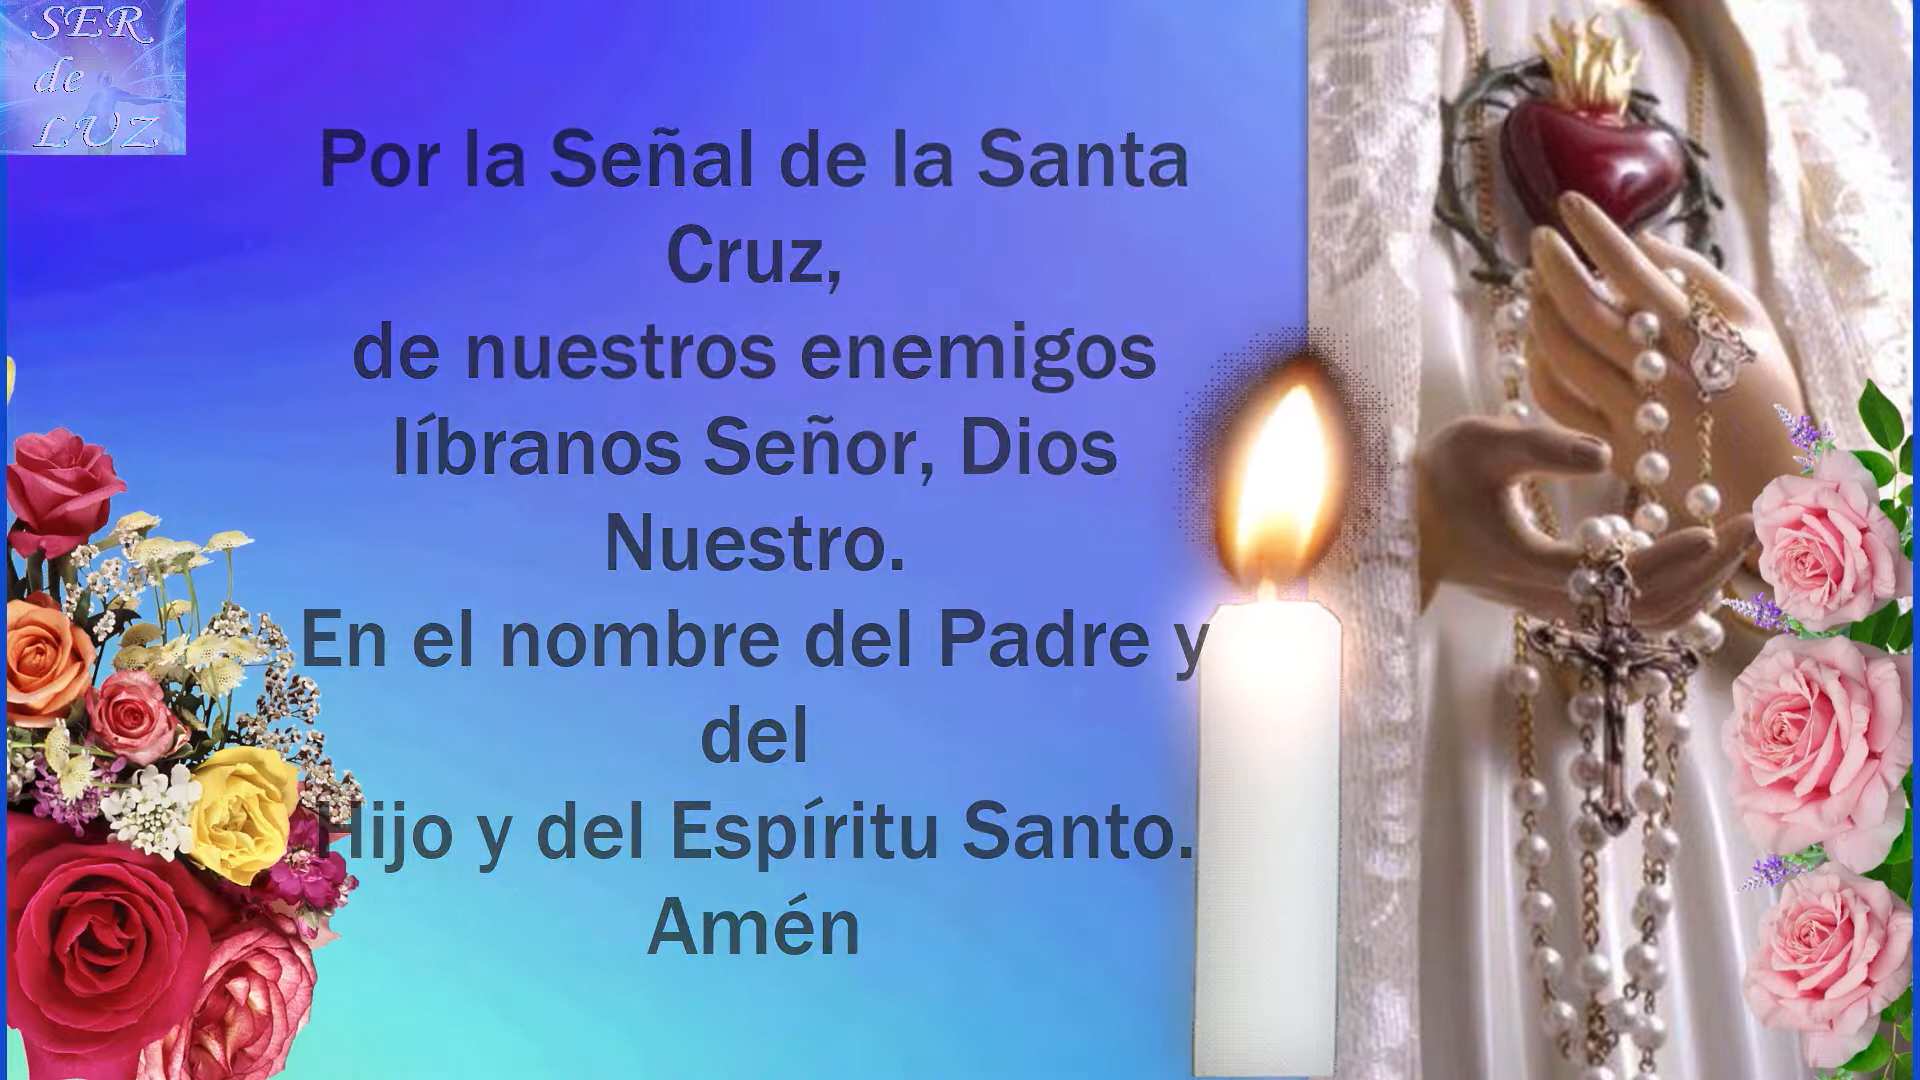 SER
de
LUZ
Por la Señal de la Santa
Cruz,
de nuestros enemigos
líbranos Señor, Dios
Nuestro.
En el nombre del Padre y
del
Hijo y del Espíritu Santo.
Amén